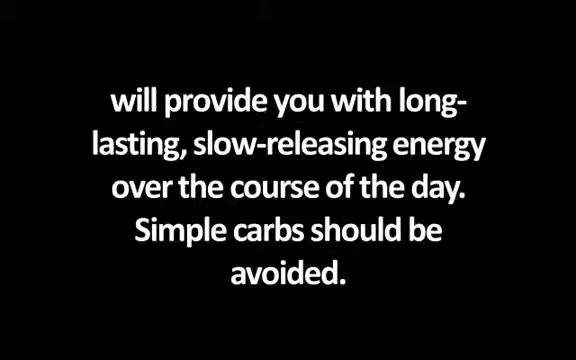 will provide you with long-
lasting, slow-releasing energy
over the course of the day.
Simple carbs should be
avoided.